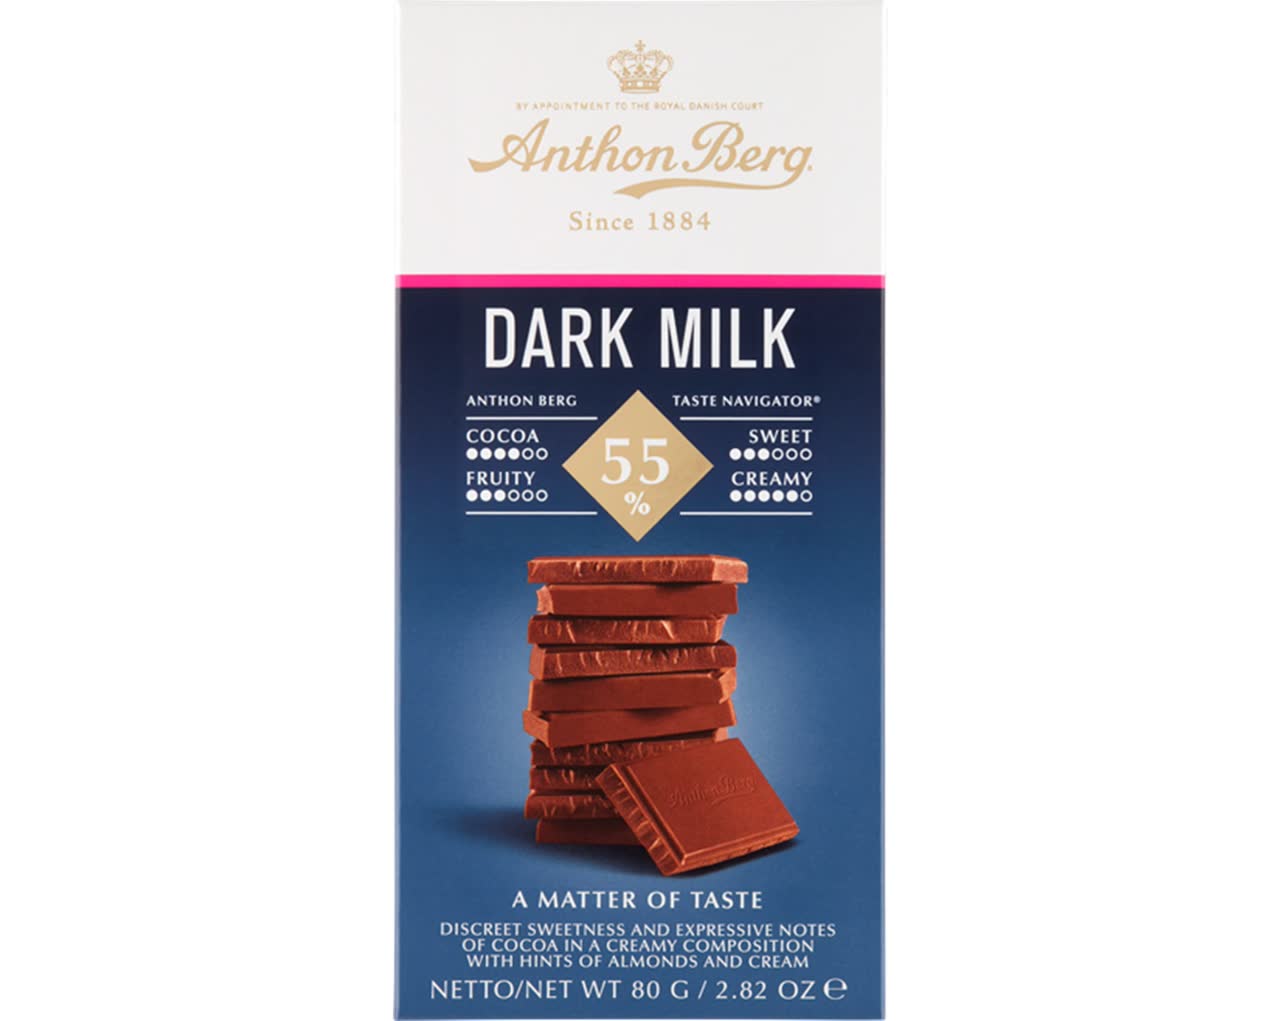 BY APPOINTMENT TO THE ROYAL DANISH COURT
Anthon Berg
Since 1884
DARK MILK
ANTHON BERG TASTE NAVIGATOR®
COCOA SWEET
55
FRUITY CREAMY
%
Anthon Berg
A MATTER OF TASTE
DISCREET SWEETNESS AND EXPRESSIVE NOTES
OF COCOA IN A CREAMY COMPOSITION
WITH HINTS OF ALMONDS AND CREAM
NETTO/NET WT 80 G / 2.82 OZ ℮